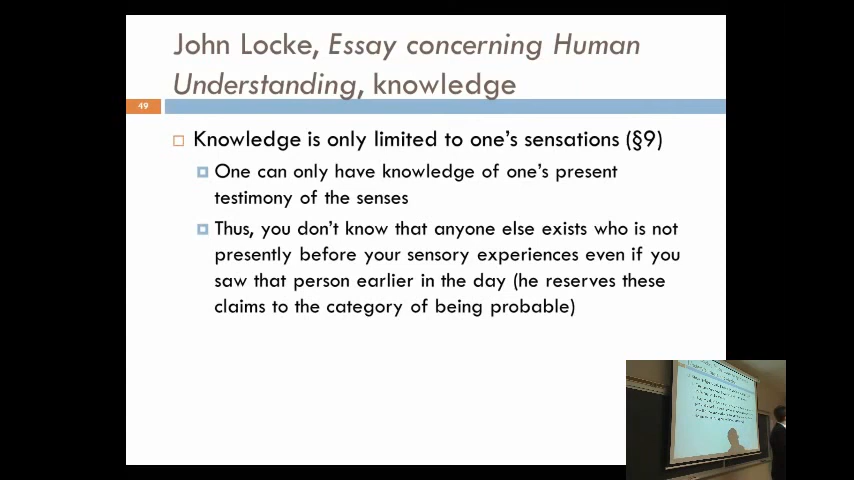 John Locke, Essay concerning Human
Understanding, knowledge
49
Knowledge is only limited to one's sensations (§9)
One can only have knowledge of one's present
testimony of the senses
Thus, you don't know that anyone else exists who is not
presently before your sensory experiences even if you
saw that person earlier in the day (he reserves these
claims to the category of being probable)